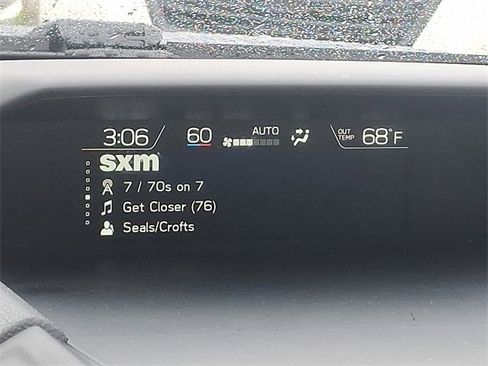 3:06 60 AUTO OUT TEMP 68°F
sxm
7 / 70s on 7
Get Closer (76)
Seals/Crofts